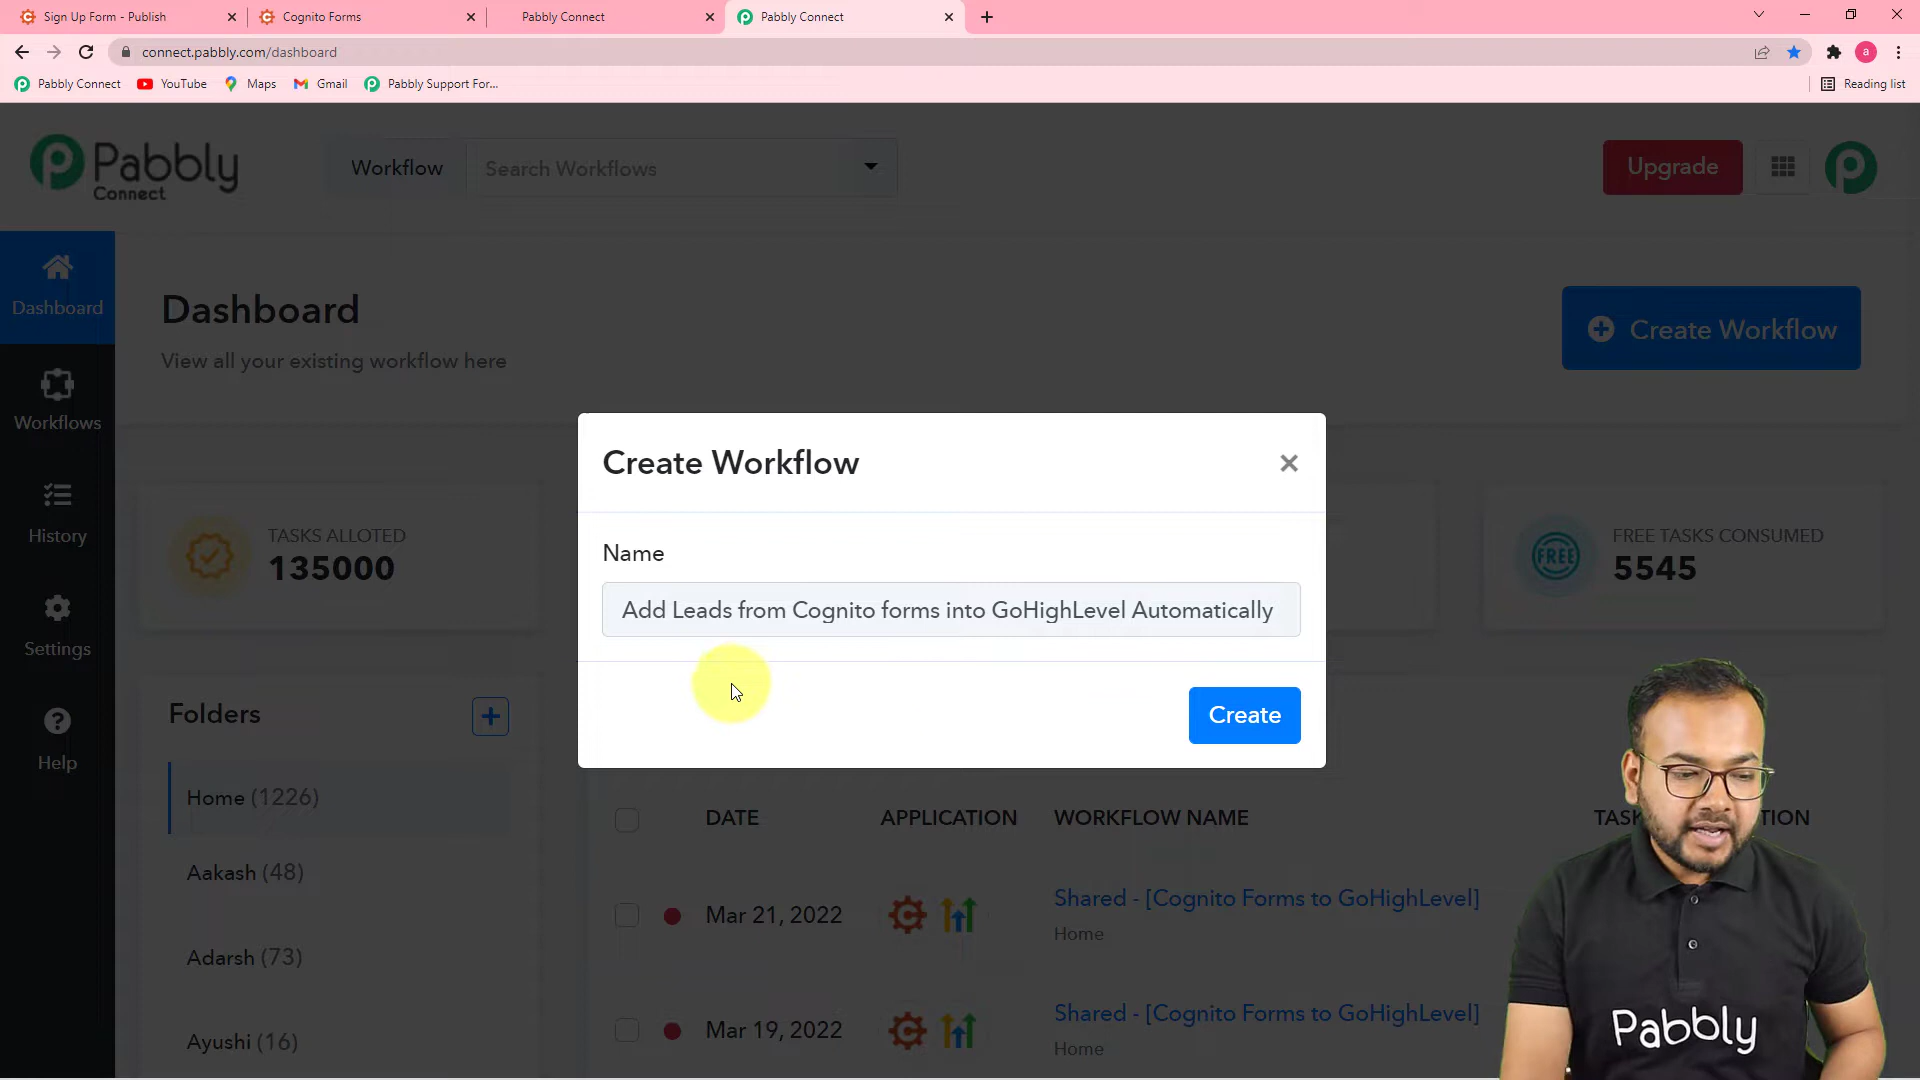 Sign Up Form - Publish
Cognito Forms
Pabbly Connect
Pabbly Connect
connect.pabbly.com/dashboard
a
Pabbly Connect
YouTube
Maps
Gmail
Pabbly Support For...
Reading list
Pabbly
Connect
Workflow
Search Workflows
Upgrade
Dashboard
Workflows
History
Settings
Help
Dashboard
View all your existing workflow here
Create Workflow
TASKS ALLOTED
135000
FREE
FREE TASKS CONSUMED
5545
Create Workflow
Name
Add Leads from Cognito forms into GoHighLevel Automatically
Create
Folders
Home (1226)
Aakash (48)
Adarsh (73)
Ayushi (16)
DATE
APPLICATION
WORKFLOW NAME
Mar 21, 2022
Shared - [Cognito Forms to GoHighLevel]
Home
Mar 19, 2022
Shared - [Cognito Forms to GoHighLevel]
Home
Pabbly